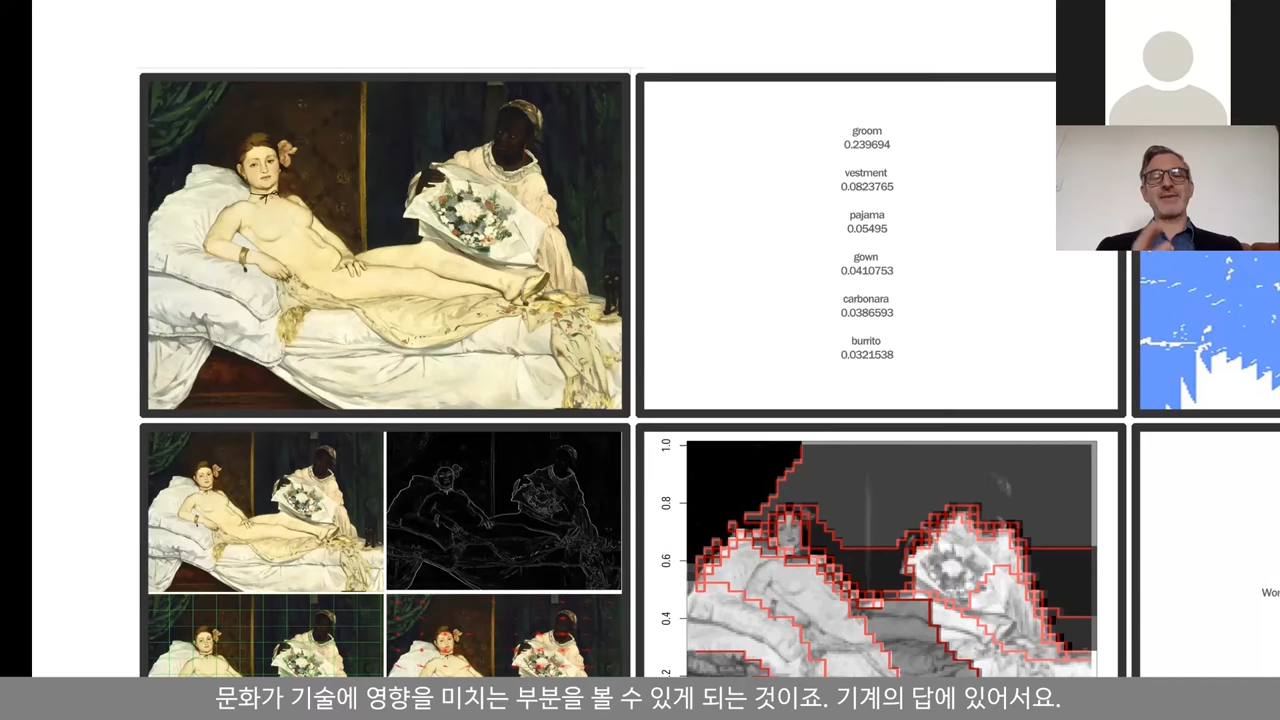 groom
0.239694
vestment
0.0823765
pajama
0.05495
gown
0.0410753
carbonara
0.0386593
burrito
0.0321538
1.0
0.8
0.6
0.4
문화가 기술에 영향을 미치는 부분을 볼 수 있게 되는 것이죠. 기계의 답에 있어서요.